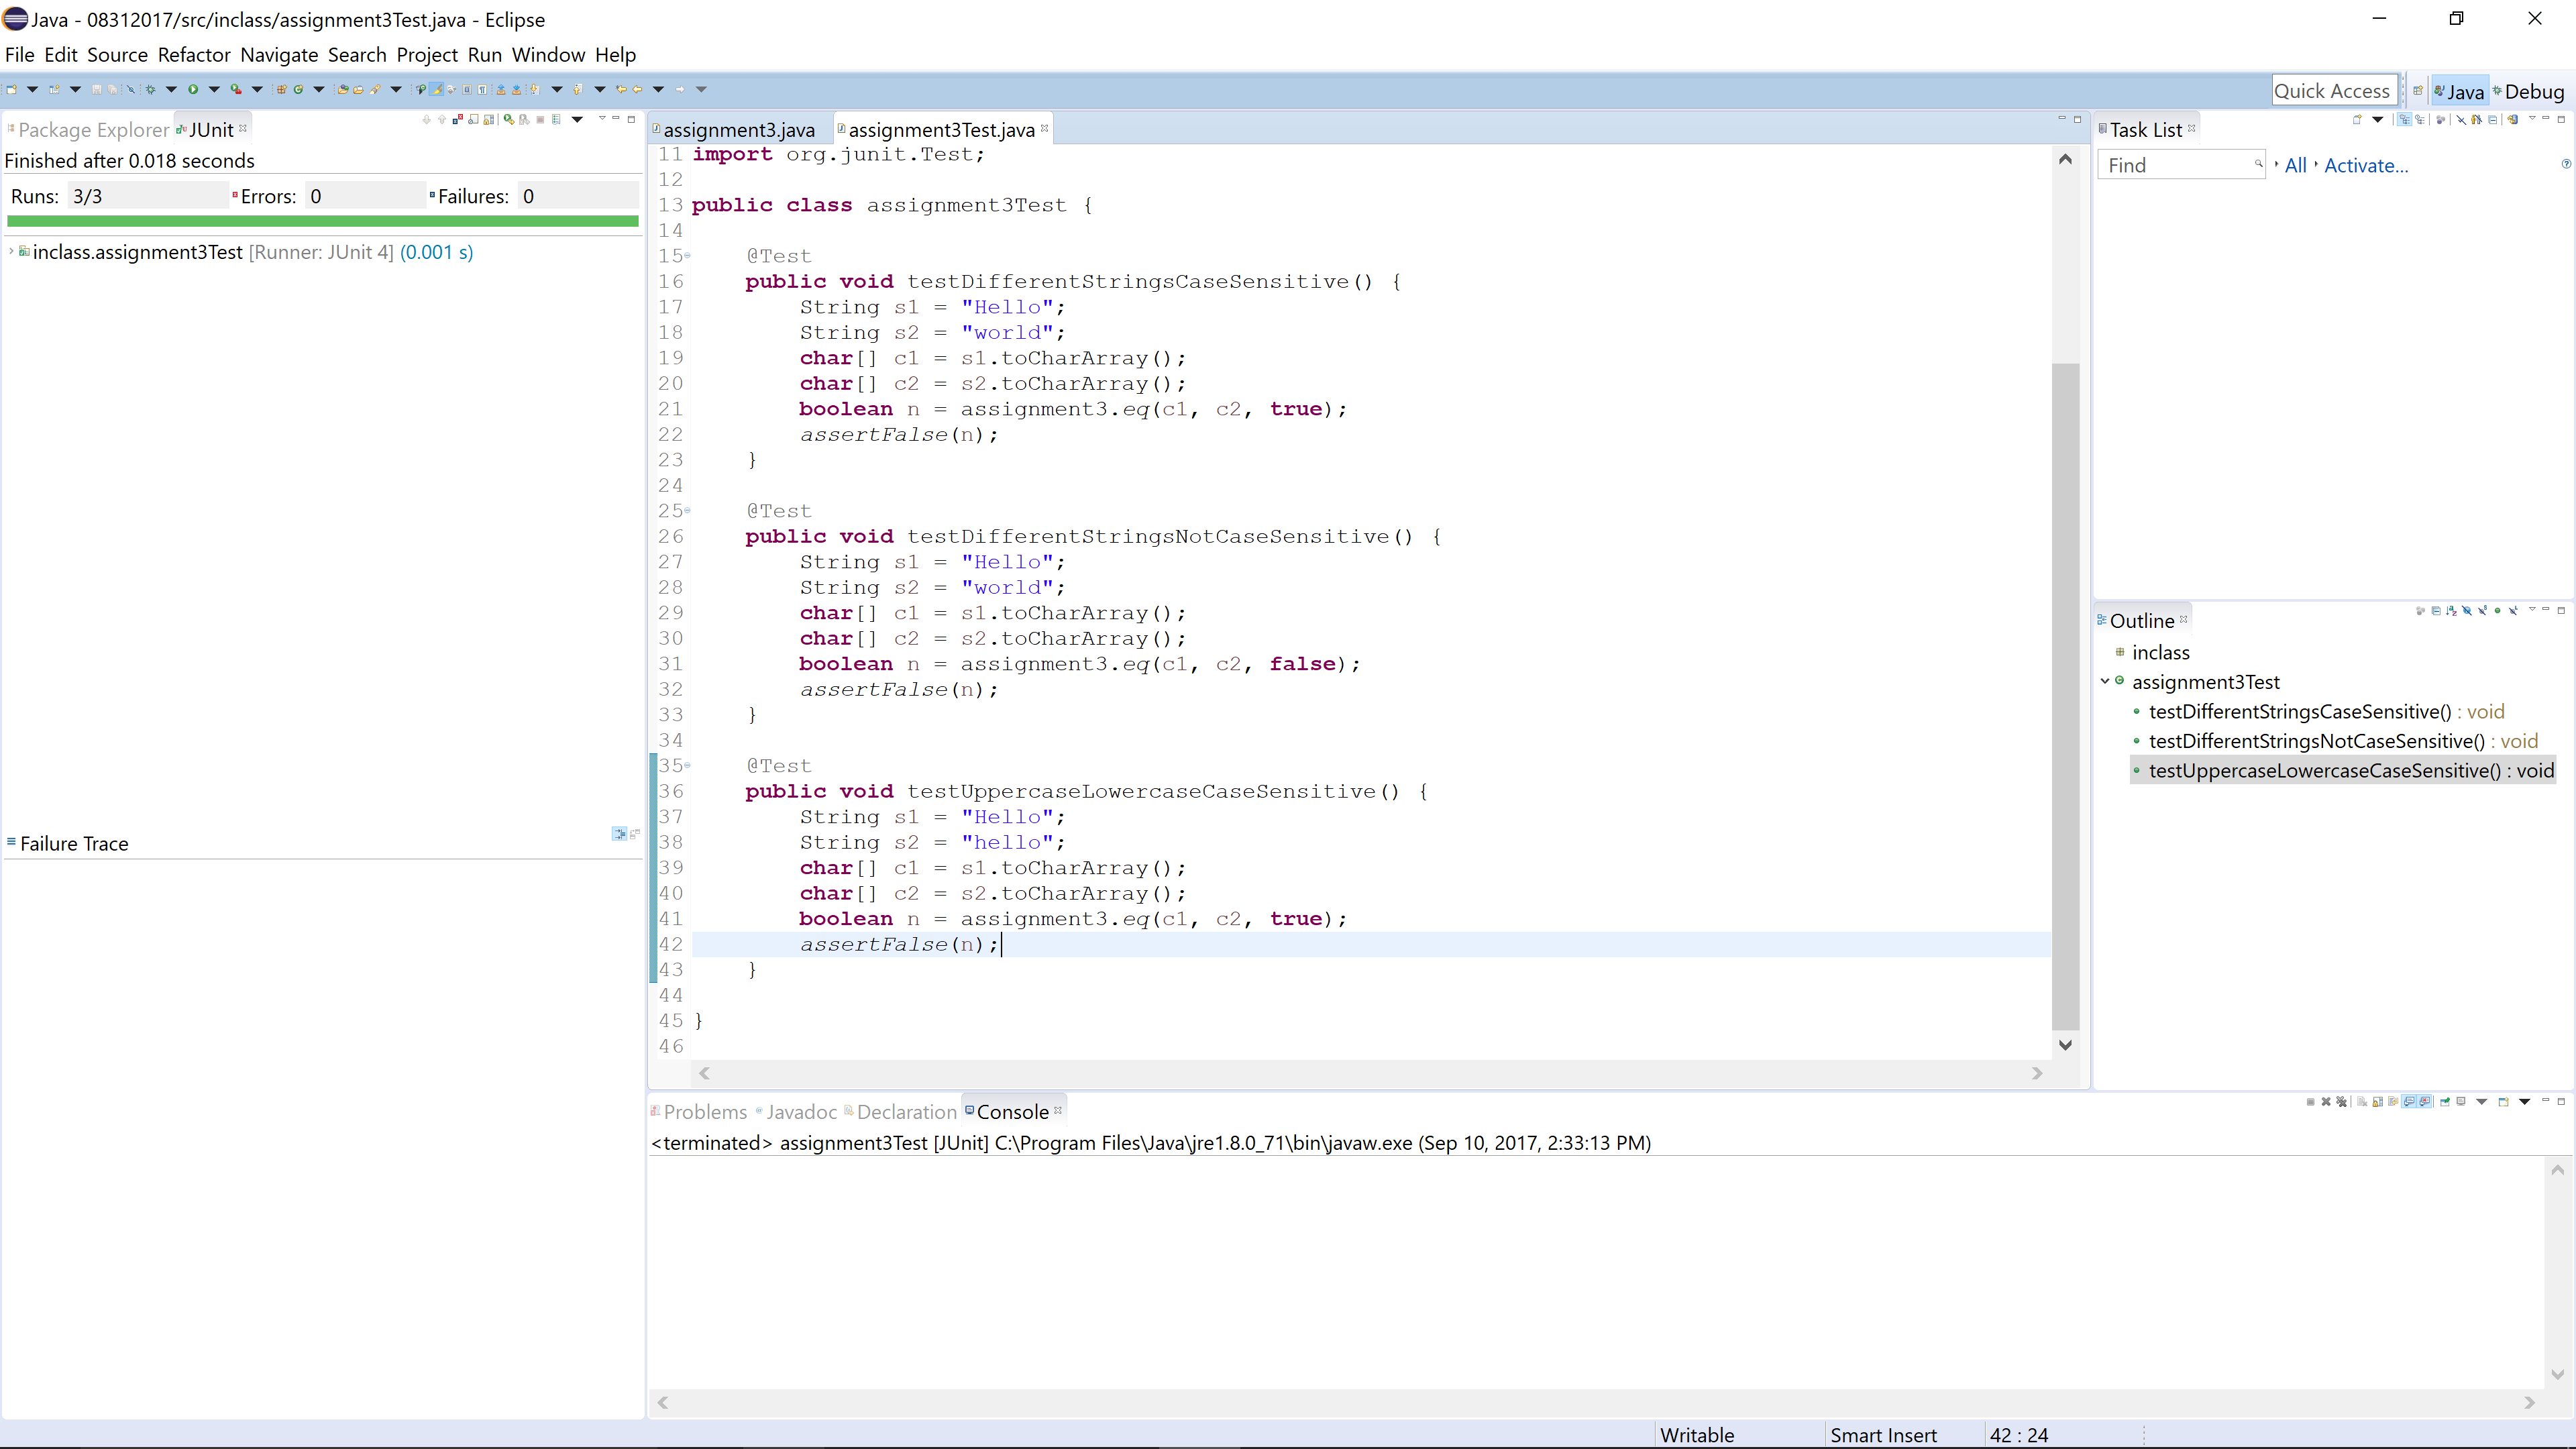 Java - 08312017/src/inclass/assignment3Test.java - Eclipse
File Edit Source Refactor Navigate Search Project Run Window Help
Quick Access Java Debug
Package Explorer JUnit
Finished after 0.018 seconds
Runs: 3/3 Errors: 0 Failures: 0
inclass.assignment3Test [Runner: JUnit 4] (0.001 s)
Failure Trace
assignment3.java assignment3Test.java
11 import org.junit.Test;
12
13 public class assignment3Test {
14
15 @Test
16 public void testDifferentStringsCaseSensitive() {
17 String s1 = "Hello";
18 String s2 = "world";
19 char[] c1 = s1.toCharArray();
20 char[] c2 = s2.toCharArray();
21 boolean n = assignment3.eq(c1, c2, true);
22 assertFalse(n);
23 }
24
25 @Test
26 public void testDifferentStringsNotCaseSensitive() {
27 String s1 = "Hello";
28 String s2 = "world";
29 char[] c1 = s1.toCharArray();
30 char[] c2 = s2.toCharArray();
31 boolean n = assignment3.eq(c1, c2, false);
32 assertFalse(n);
33 }
34
35 @Test
36 public void testUppercaseLowercaseCaseSensitive() {
37 String s1 = "Hello";
38 String s2 = "hello";
39 char[] c1 = s1.toCharArray();
40 char[] c2 = s2.toCharArray();
41 boolean n = assignment3.eq(c1, c2, true);
42 assertFalse(n);
43 }
44
45 }
46
Task List
Find All Activate...
Outline
inclass
assignment3Test
testDifferentStringsCaseSensitive() : void
testDifferentStringsNotCaseSensitive() : void
testUppercaseLowercaseCaseSensitive() : void
Problems Javadoc Declaration Console
<terminated> assignment3Test [JUnit] C:\Program Files\Java\jre1.8.0_71\bin\javaw.exe (Sep 10, 2017, 2:33:13 PM)
Writable Smart Insert 42 : 24